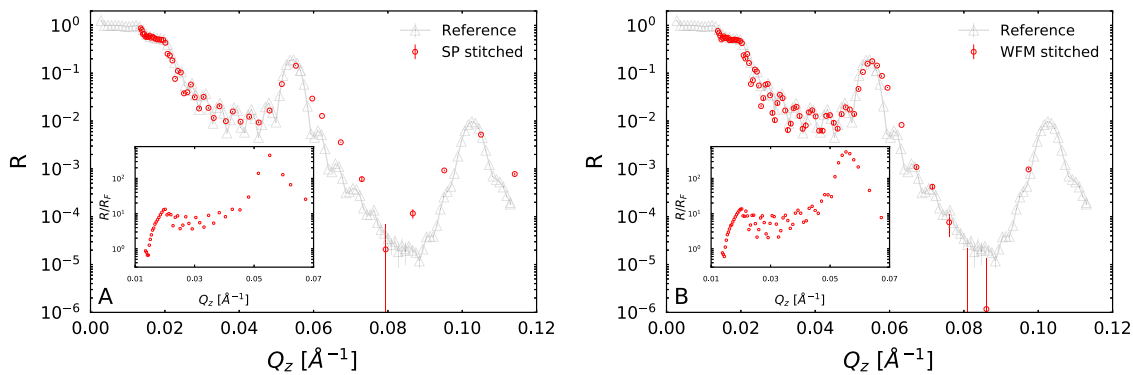 10^0
10^-1
10^-2
10^-3
10^-4
10^-5
10^-6
R
Reference
SP stitched
10^2
10^1
10^0
R/R_F
0.01 0.03 0.05 0.07
Q_z [Å^-1]
A
0.00 0.02 0.04 0.06 0.08 0.10 0.12
Q_z [Å^-1]
10^0
10^-1
10^-2
10^-3
10^-4
10^-5
10^-6
R
Reference
WFM stitched
10^2
10^1
10^0
R/R_F
0.01 0.03 0.05 0.07
Q_z [Å^-1]
B
0.00 0.02 0.04 0.06 0.08 0.10 0.12
Q_z [Å^-1]